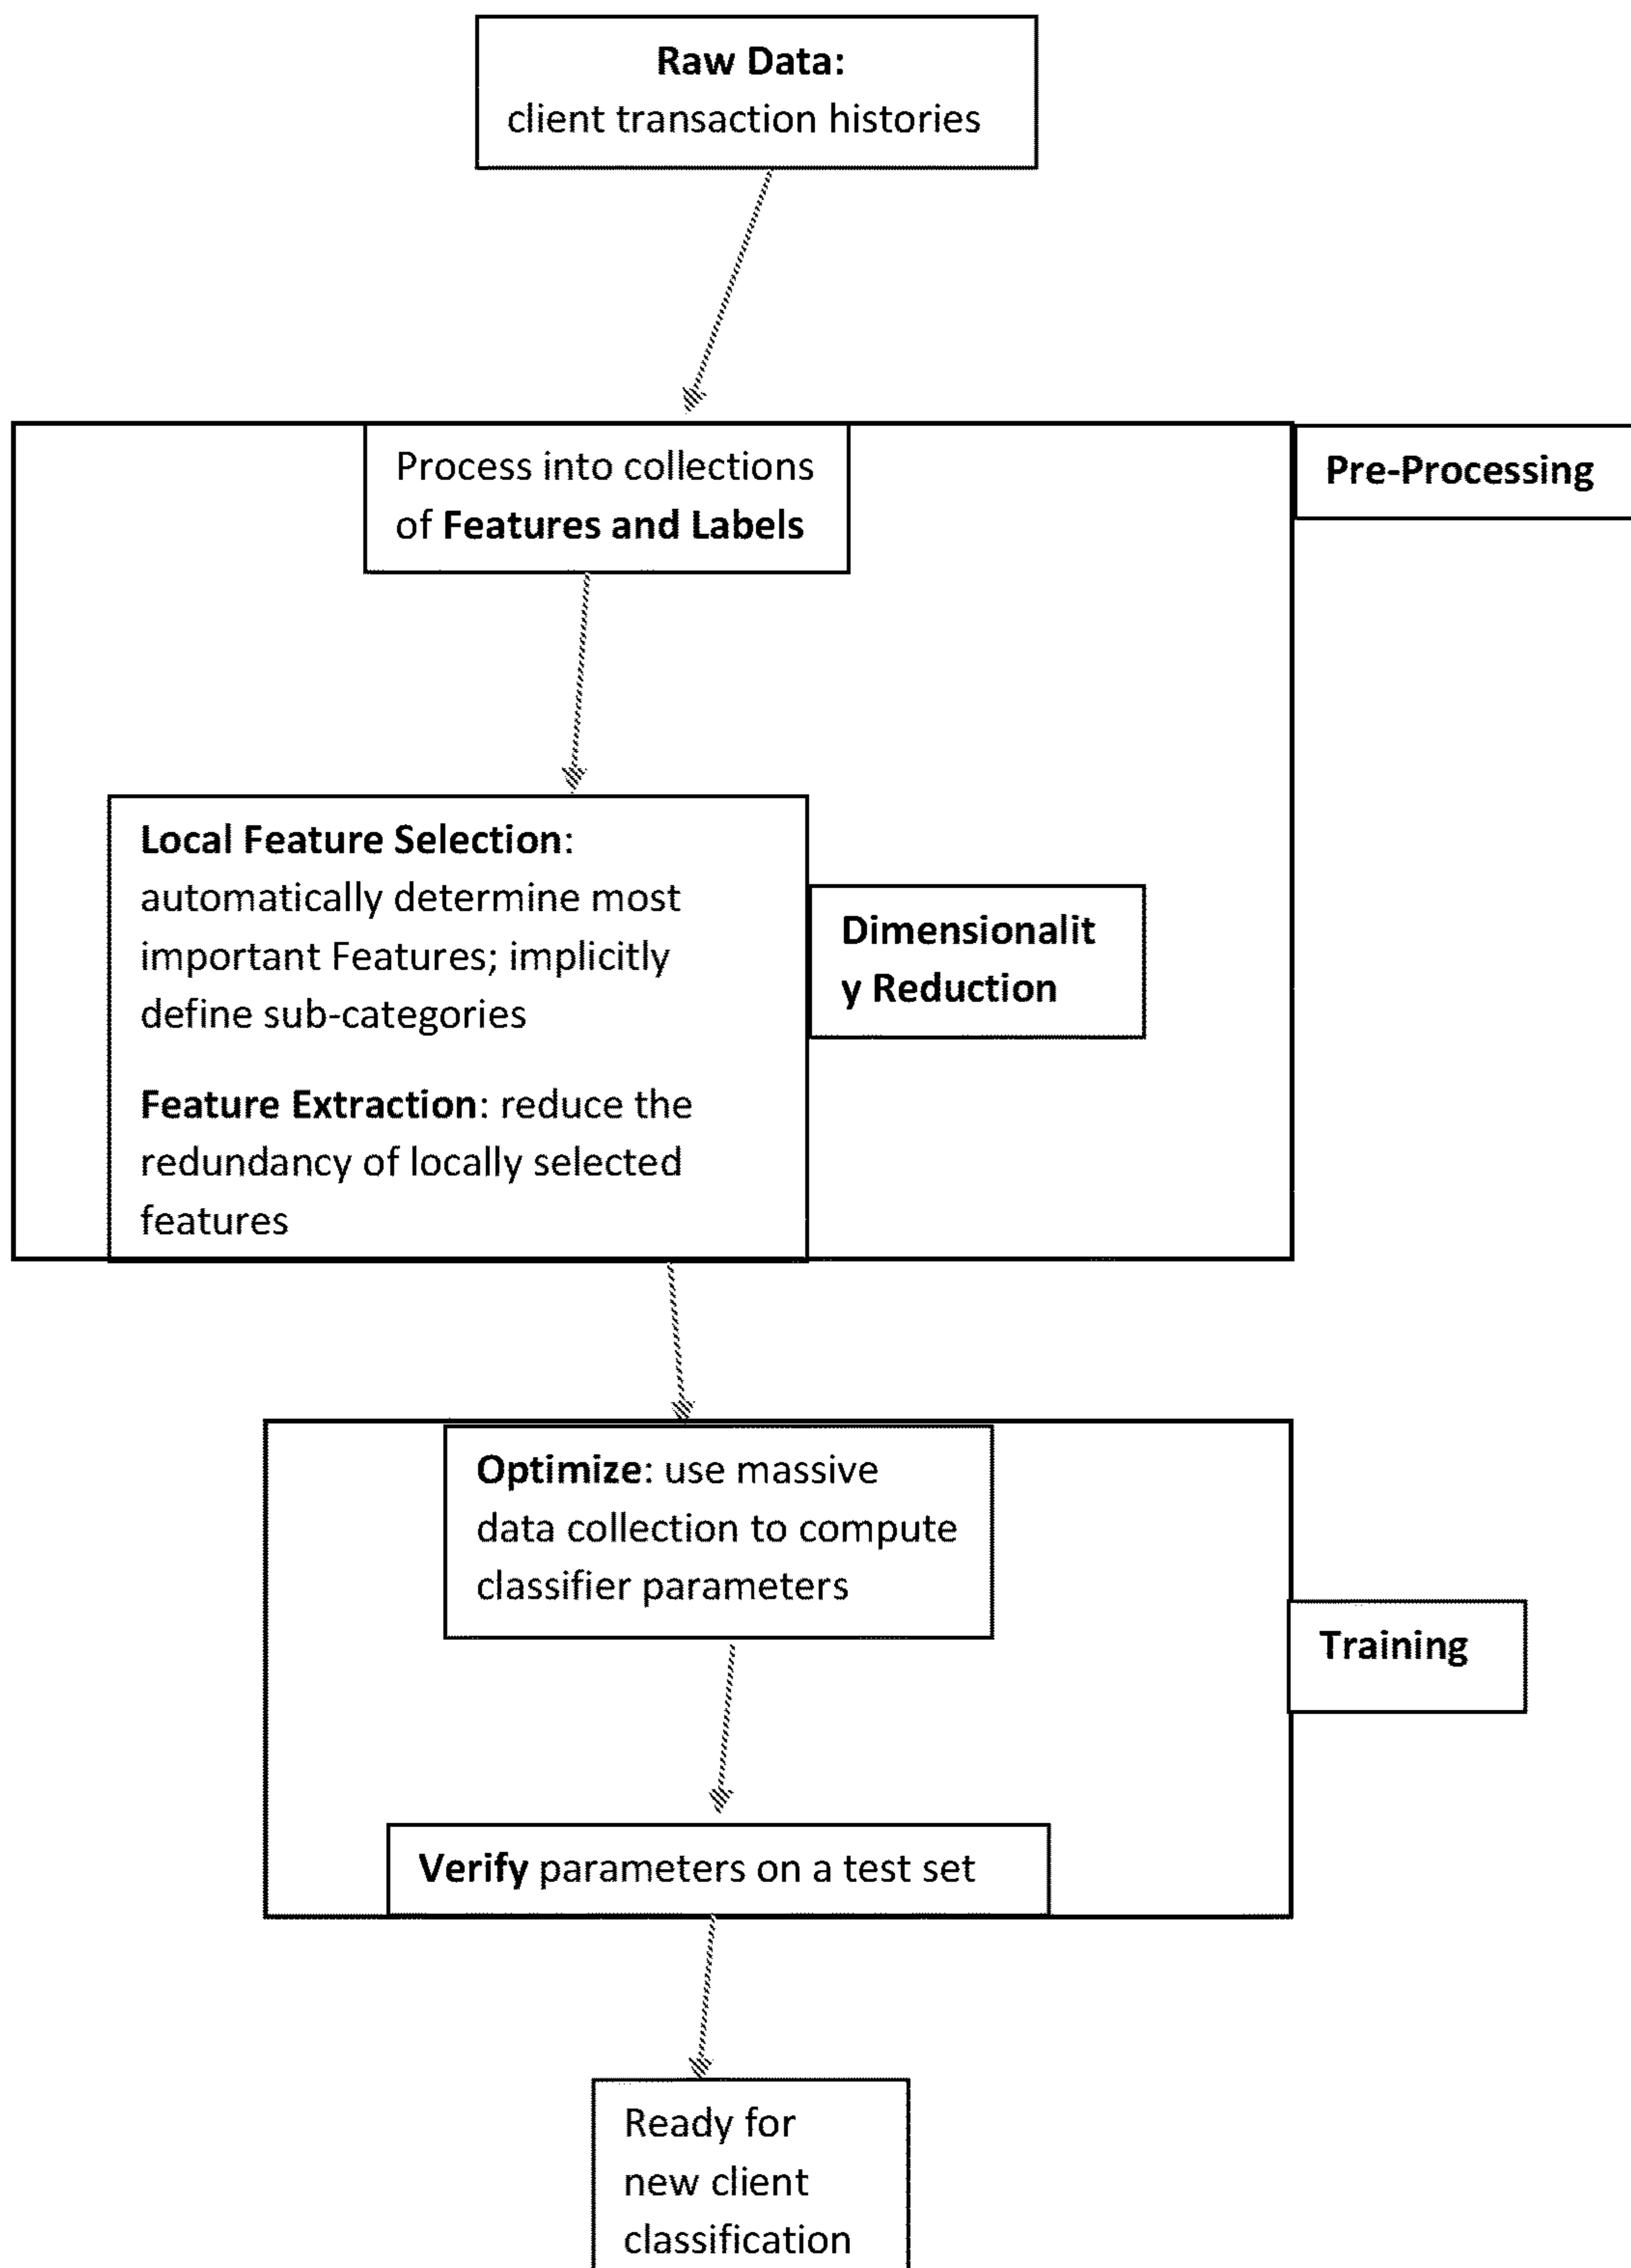 Raw Data:
client transaction histories
Process into collections
of Features and Labels
Pre-Processing
Local Feature Selection:
automatically determine most
important Features; implicitly
define sub-categories
Feature Extraction: reduce the
redundancy of locally selected
features
Dimensionalit
y Reduction
Optimize: use massive
data collection to compute
classifier parameters
Training
Verify parameters on a test set
Ready for
new client
classification